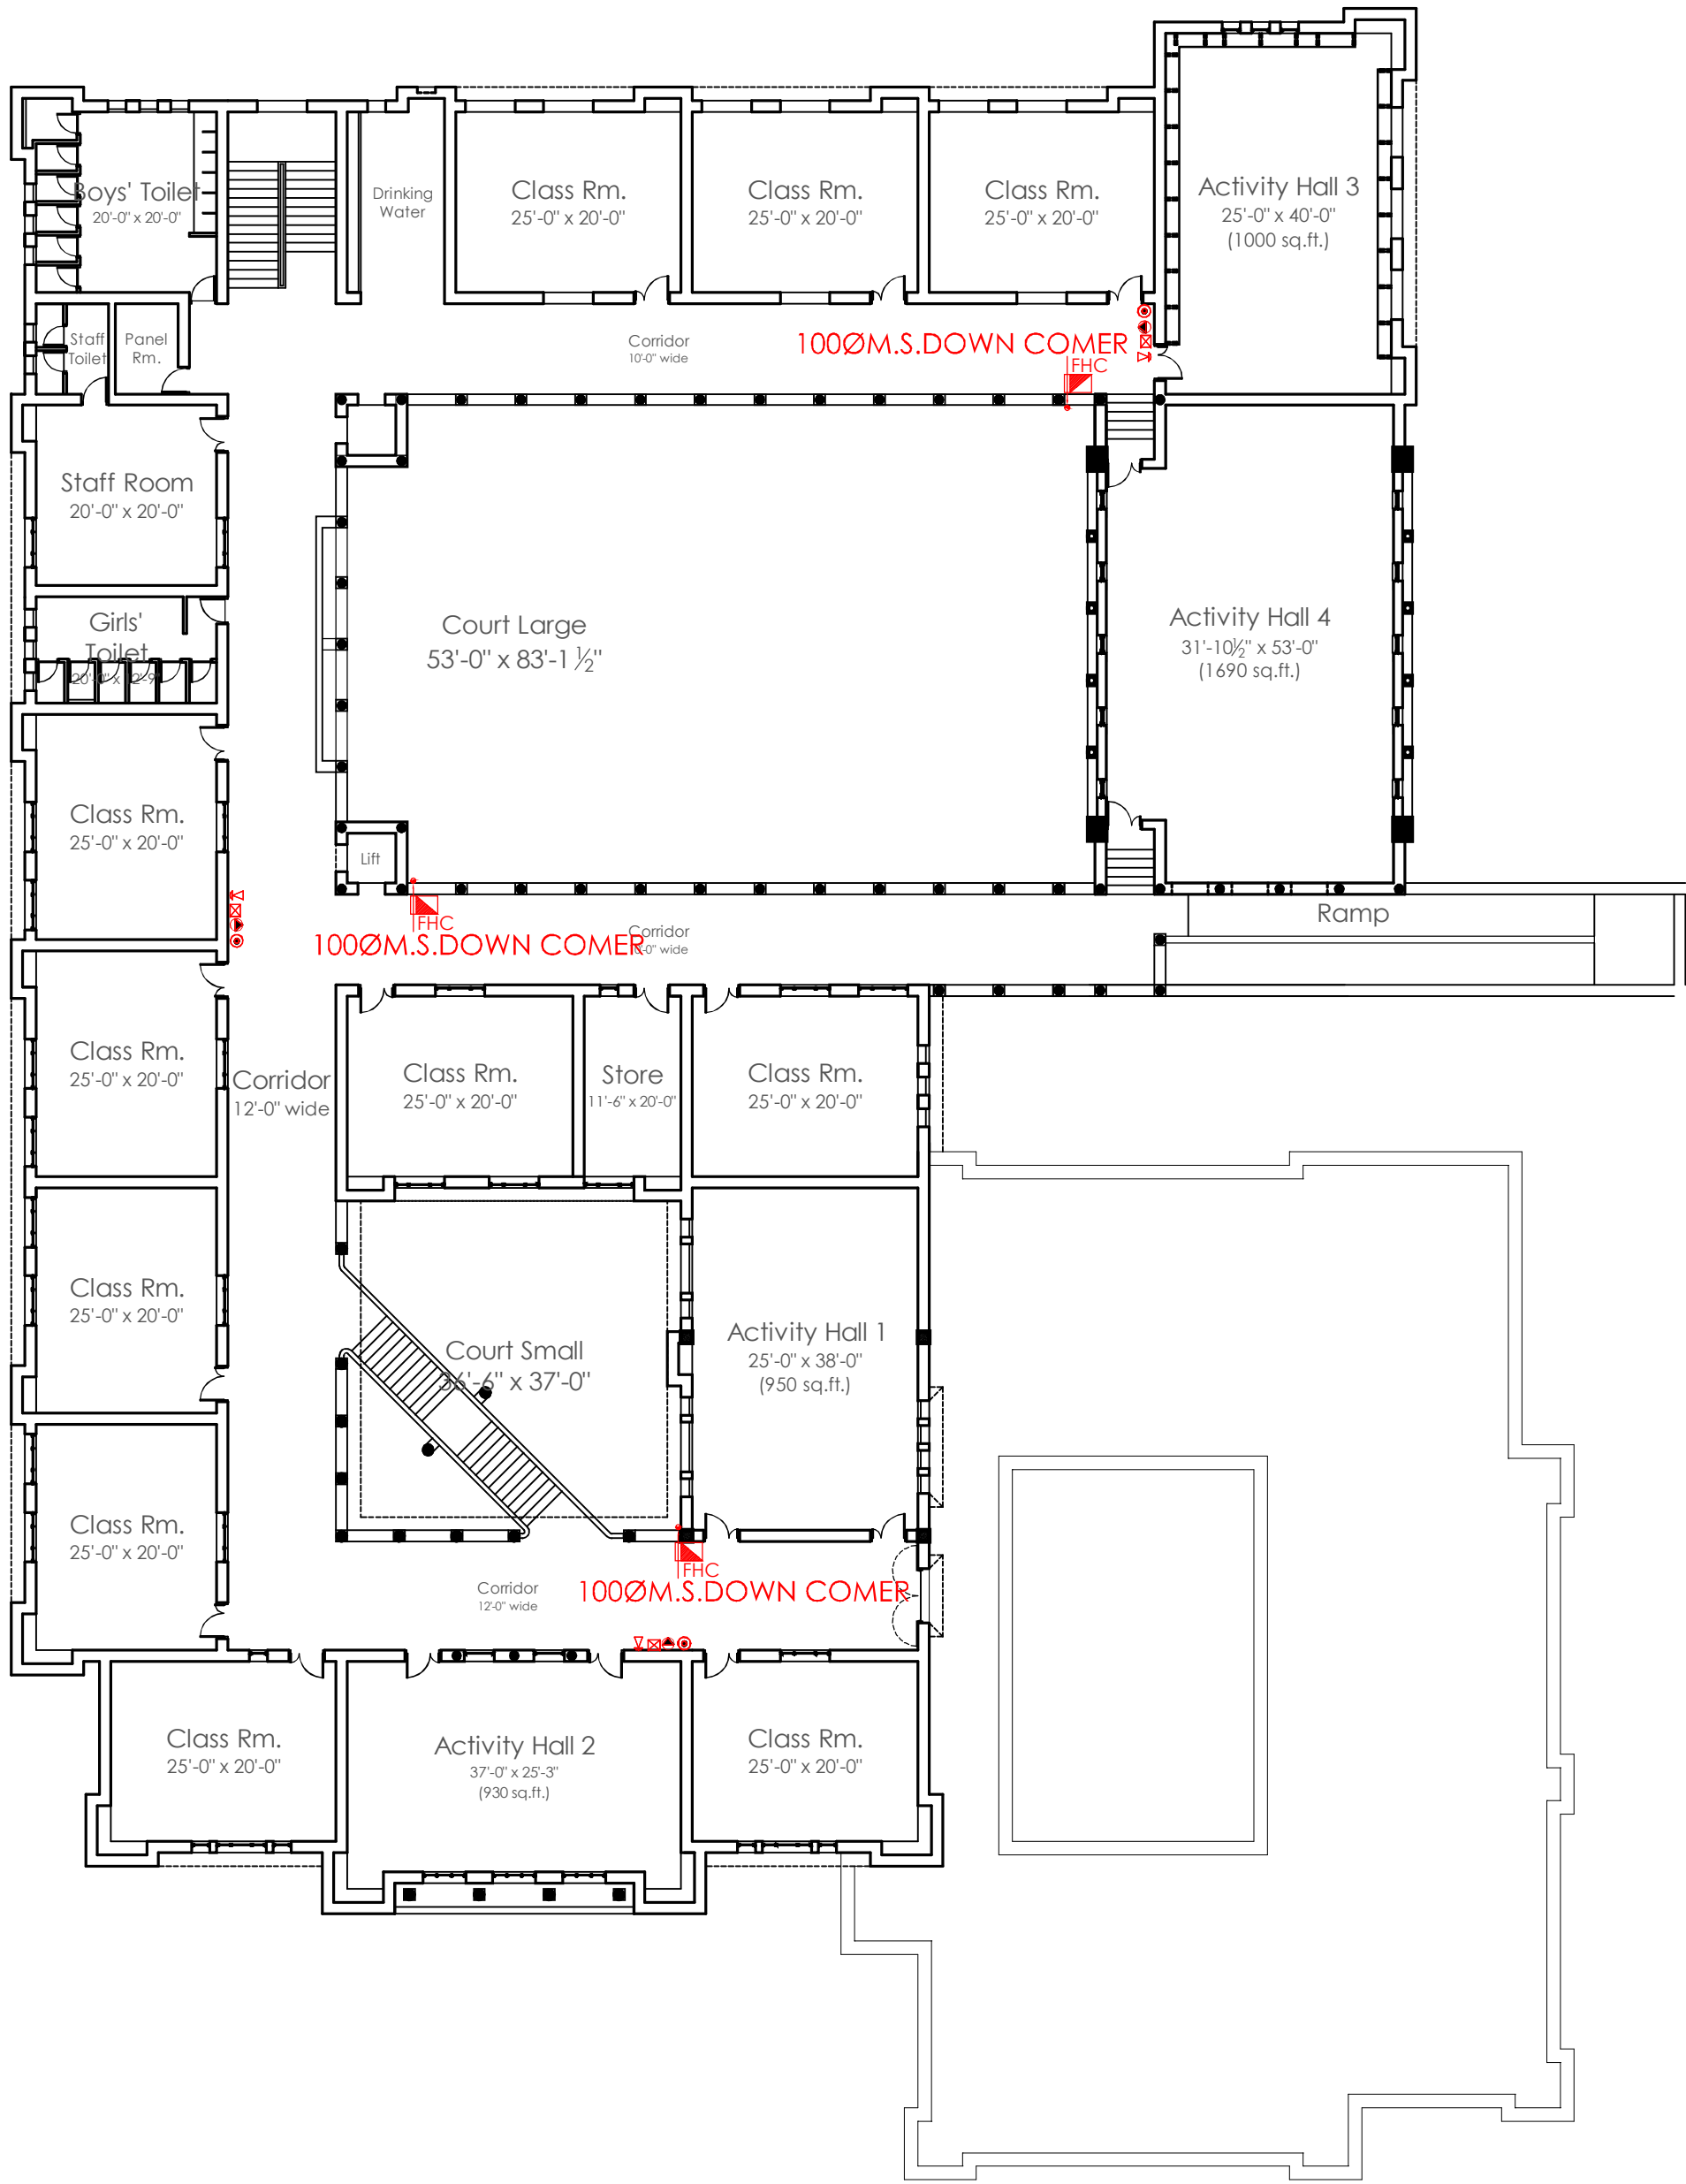 Boys' Toilet
20'-0" x 20'-0"
Drinking
Water
Class Rm.
25'-0" x 20'-0"
Class Rm.
25'-0" x 20'-0"
Class Rm.
25'-0" x 20'-0"
Activity Hall 3
25'-0" x 40'-0"
(1000 sq.ft.)
Staff
Toilet
Panel
Rm.
Corridor
10'-0" wide
100ØM.S.DOWN COMER
FHC
Staff Room
20'-0" x 20'-0"
Girls'
Toilet
Court Large
53'-0" x 83'-1 ½"
Activity Hall 4
31'-10½" x 53'-0"
(1690 sq.ft.)
Class Rm.
25'-0" x 20'-0"
Lift
FHC
100ØM.S.DOWN COMER
Corridor
wide
Ramp
Class Rm.
25'-0" x 20'-0"
Corridor
12'-0" wide
Class Rm.
25'-0" x 20'-0"
Store
11'-6" x 20'-0"
Class Rm.
25'-0" x 20'-0"
Class Rm.
25'-0" x 20'-0"
Court Small
36'-6" x 37'-0"
Activity Hall 1
25'-0" x 38'-0"
(950 sq.ft.)
Class Rm.
25'-0" x 20'-0"
Corridor
12'-0" wide
FHC
100ØM.S.DOWN COMER
Class Rm.
25'-0" x 20'-0"
Activity Hall 2
37'-0" x 25'-3"
(930 sq.ft.)
Class Rm.
25'-0" x 20'-0"